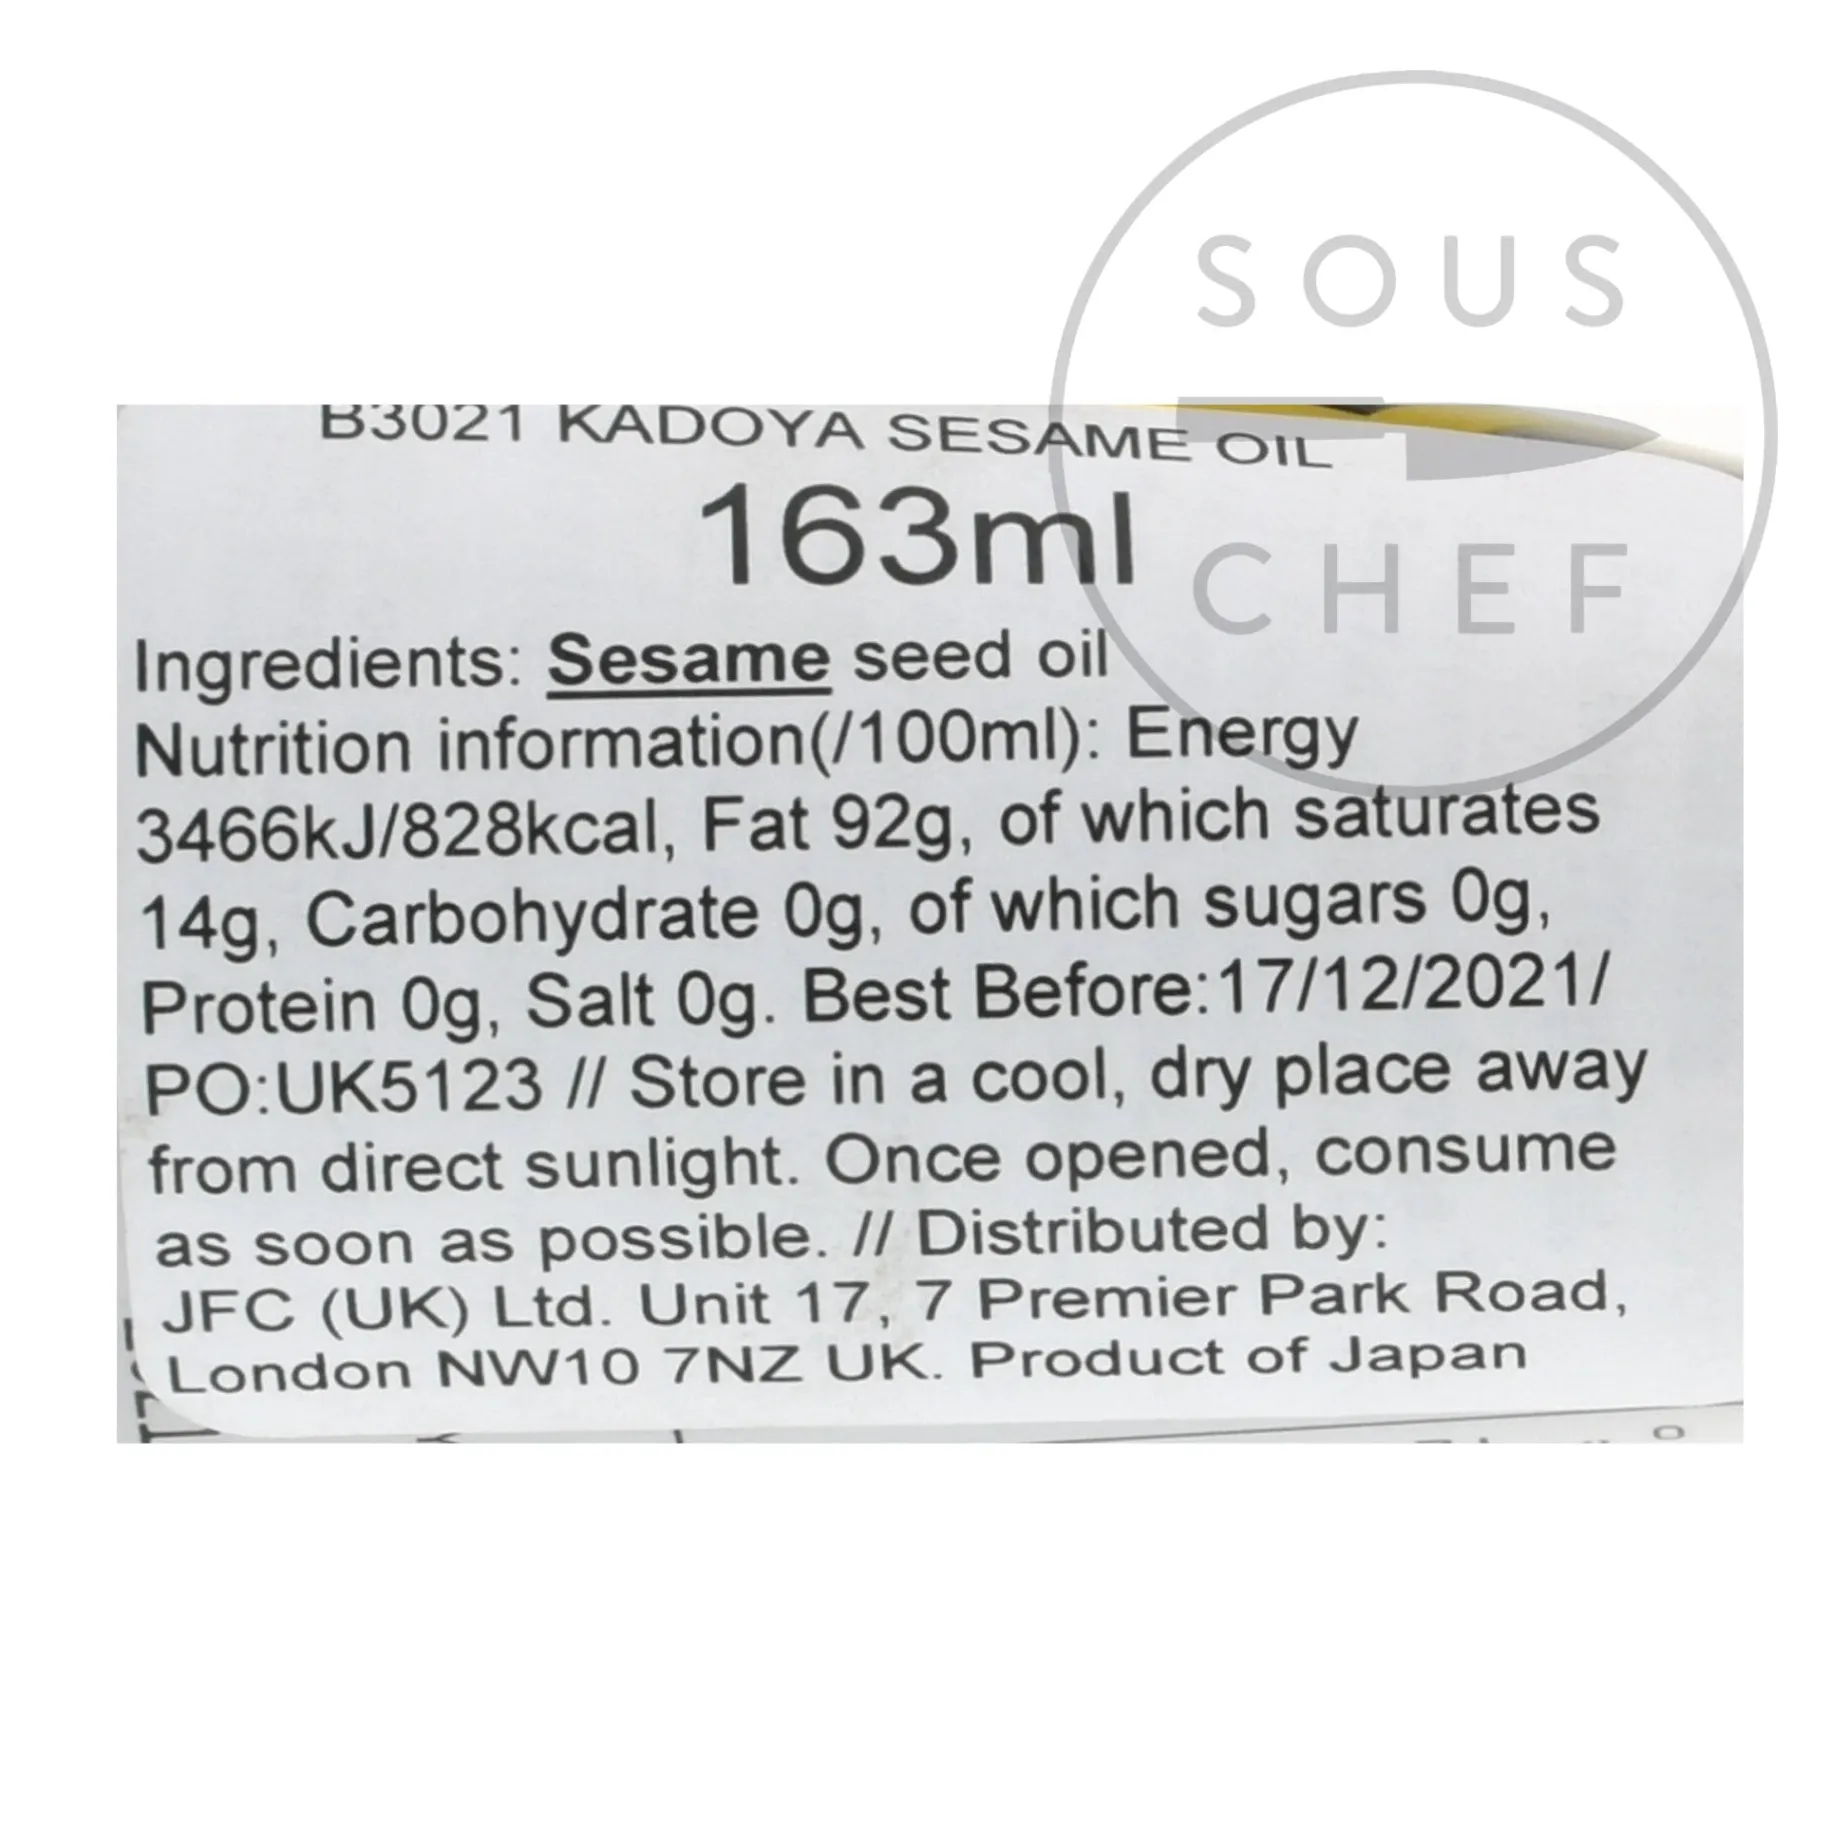 SOUS
CHEF
B3021 KADOYA SESAME OIL
163ml
Ingredients: Sesame seed oil
Nutrition information(/100ml): Energy
3466kJ/828kcal, Fat 92g, of which saturates
14g, Carbohydrate 0g, of which sugars 0g,
Protein 0g, Salt 0g. Best Before:17/12/2021/
PO:UK5123 // Store in a cool, dry place away
from direct sunlight. Once opened, consume
as soon as possible. // Distributed by:
JFC (UK) Ltd. Unit 17, 7 Premier Park Road,
London NW10 7NZ UK. Product of Japan